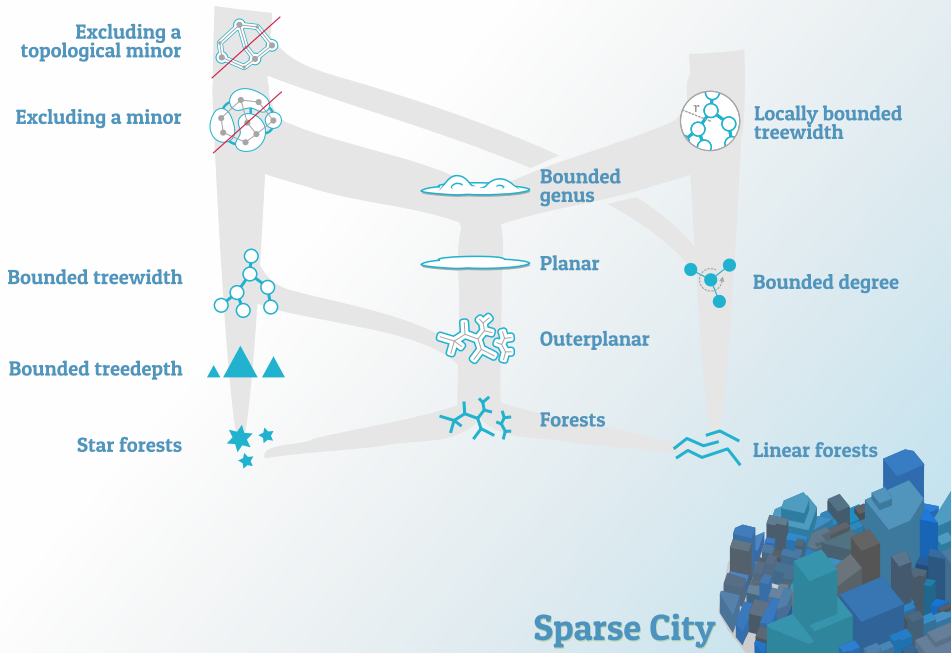 Excluding a
topological minor
Excluding a minor
r
Locally bounded
treewidth
Bounded
genus
Bounded treewidth
Planar
Bounded degree
Outerplanar
Bounded treedepth
Forests
Star forests
Linear forests
Sparse City